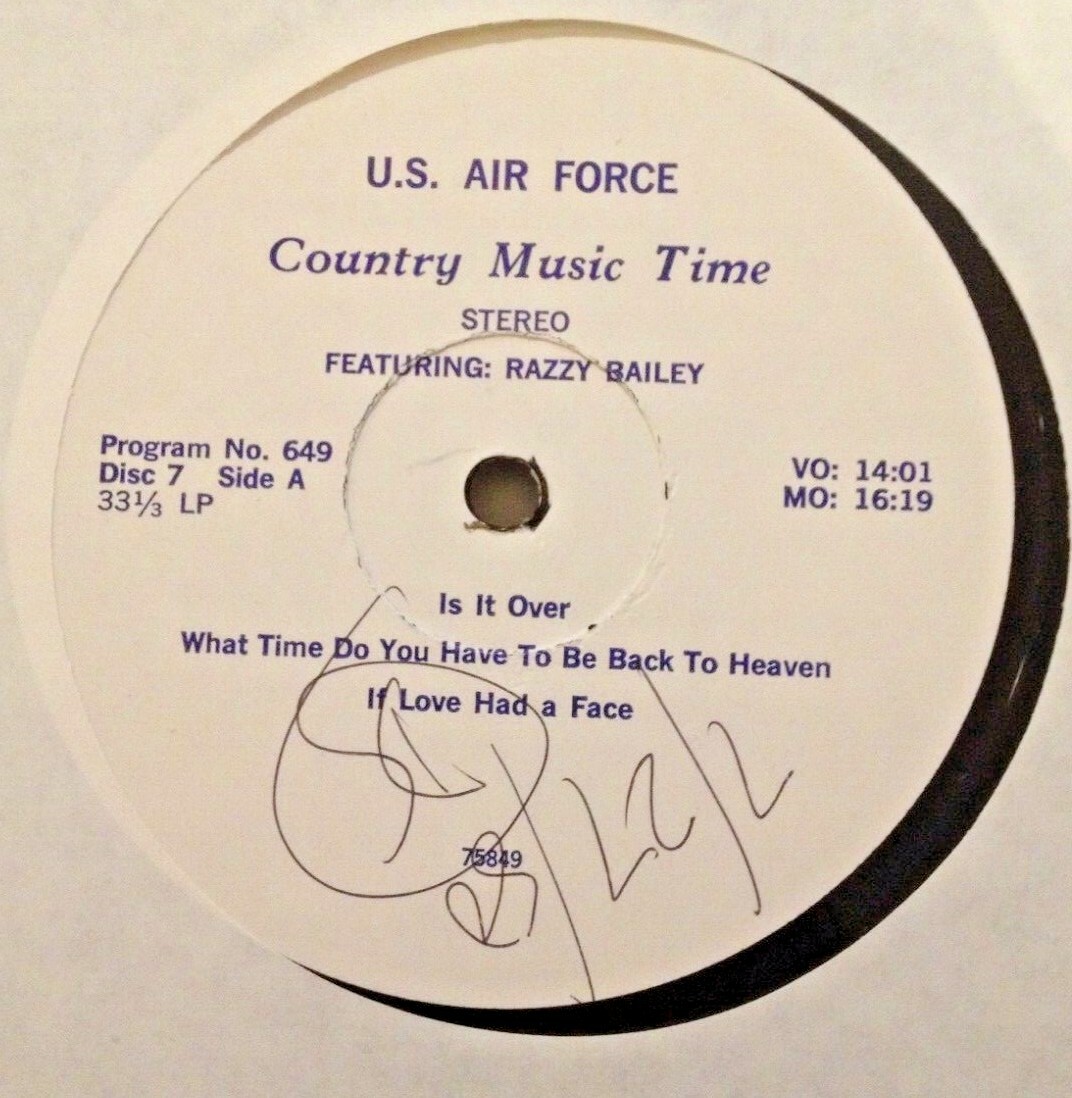 U.S. AIR FORCE
Country Music Time
STEREO
FEATURING: RAZZY BAILEY
Program No. 649
Disc 7 Side A
33⅓ LP
VO: 14:01
MO: 16:19
Is It Over
What Time Do You Have To Be Back To Heaven
If Love Had a Face
75849